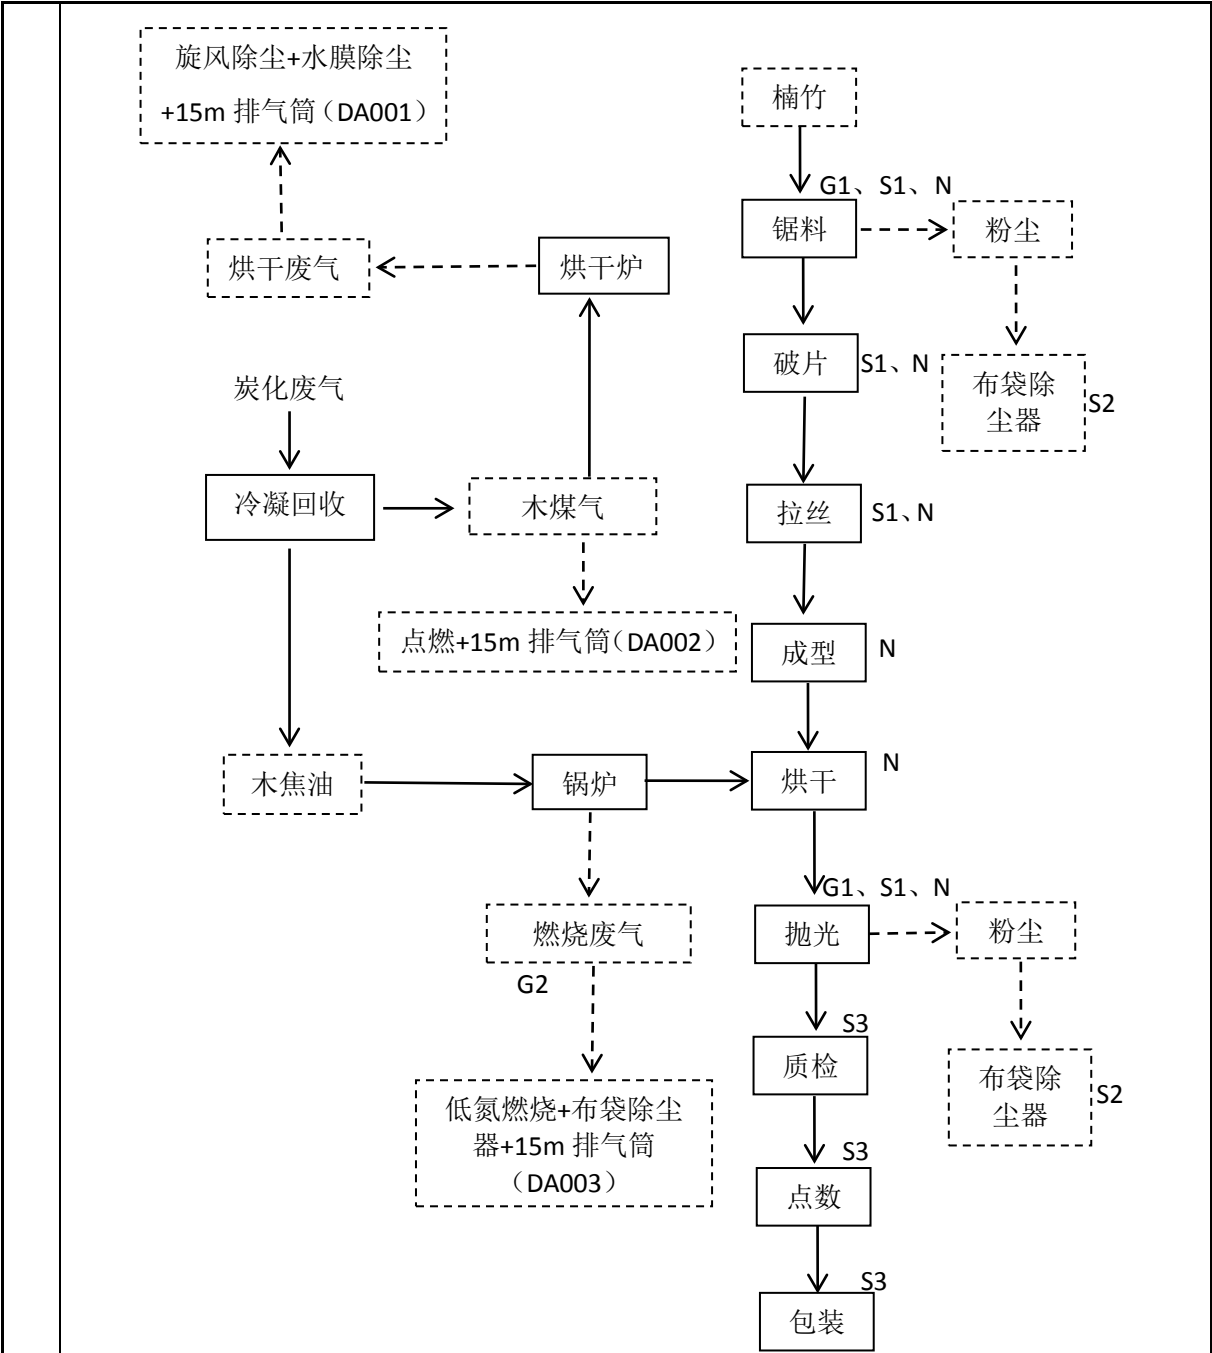 旋风除尘+水膜除尘
+15m 排气筒（DA001）
楠竹
G1、S1、N
锯料
粉尘
烘干废气
烘干炉
破片
S1、N
布袋除
尘器
S2
炭化废气
冷凝回收
木煤气
拉丝
S1、N
点燃+15m 排气筒（DA002）
成型
N
木焦油
锅炉
烘干
N
G1、S1、N
燃烧废气
抛光
粉尘
G2
S3
质检
布袋除
尘器
S2
低氮燃烧+布袋除尘
器+15m 排气筒
（DA003）
S3
点数
S3
包装